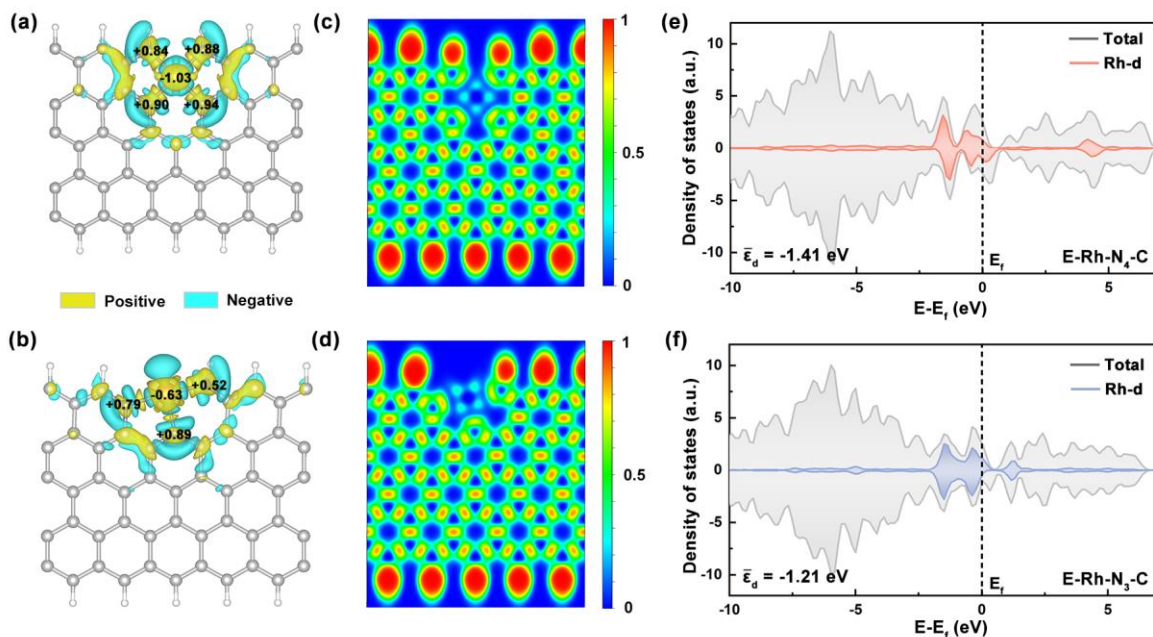 (a)
+0.84 +0.88
-1.03
+0.90 +0.94
Positive Negative
(b)
+0.79 -0.63 +0.52
+0.89
(c)
1
0.5
0
(d)
1
0.5
0
(e)
Density of states (a.u.)
10
5
0
-5
-10
Total
Rh-d
ε̅d = -1.41 eV
Ef
E-Rh-N4-C
-10 -5 0 5
E-Ef (eV)
(f)
Density of states (a.u.)
10
5
0
-5
-10
Total
Rh-d
ε̅d = -1.21 eV
Ef
E-Rh-N3-C
-10 -5 0 5
E-Ef (eV)